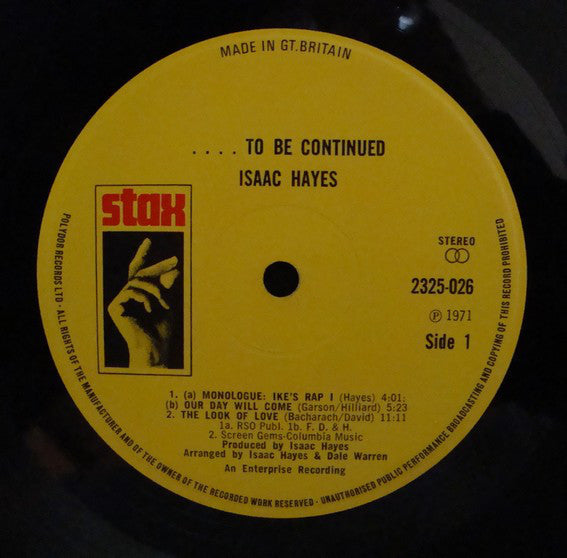 MADE IN GT.BRITAIN
. . . . TO BE CONTINUED
ISAAC HAYES
stax
STEREO
2325-026
Ⓟ 1971
Side 1
1. (a) MONOLOGUE: IKE'S RAP I (Hayes) 4:01:
(b) OUR DAY WILL COME (Garson/Hilliard) 5:23
2. THE LOOK OF LOVE (Bacharach/David) 11:11
1a. RSO Publ. 1b. F. D. & H.
2. Screen Gems-Columbia Music
Produced by Isaac Hayes
Arranged by Isaac Hayes & Dale Warren
An Enterprise Recording
POLYDOR RECORDS LTD · ALL RIGHTS OF THE MANUFACTURER AND OF THE OWNER OF THE RECORDED WORK RESERVED · UNAUTHORISED PUBLIC PERFORMANCE BROADCASTING AND COPYING OF THIS RECORD PROHIBITED